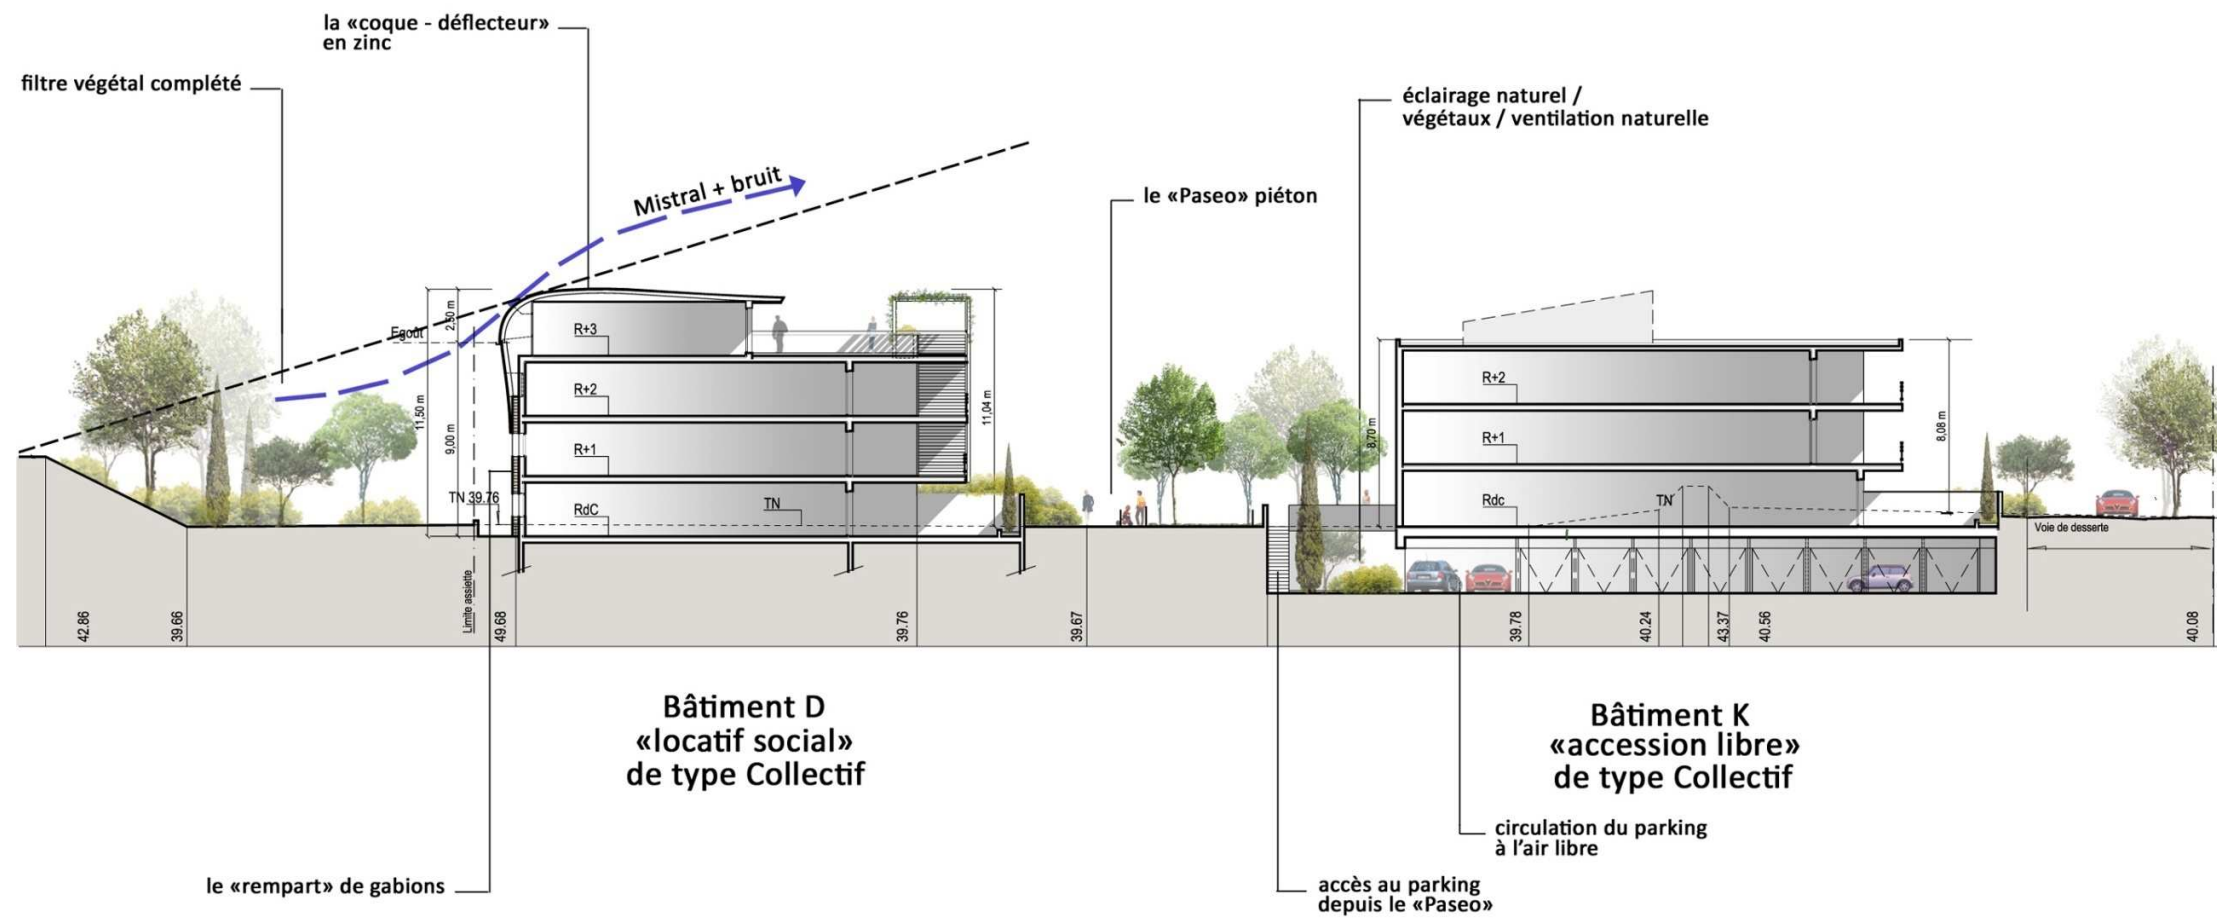 la «coque - déflecteur»
en zinc
filtre végétal complété
éclairage naturel /
végétaux / ventilation naturelle
Mistral + bruit
le «Paseo» piéton
Egoût
2,50 m
11,50 m
9,00 m
11,04 m
R+3
R+2
R+1
RdC
TN
TN 39.76
8,70 m
8,08 m
R+2
R+1
Rdc
TN
Voie de desserte
Limite assiette
42.86
39.66
49.68
39.76
39.67
39.78
40.24
43.37
40.56
40.08
Bâtiment D
«locatif social»
de type Collectif
Bâtiment K
«accession libre»
de type Collectif
circulation du parking
à l'air libre
le «rempart» de gabions
accès au parking
depuis le «Paseo»